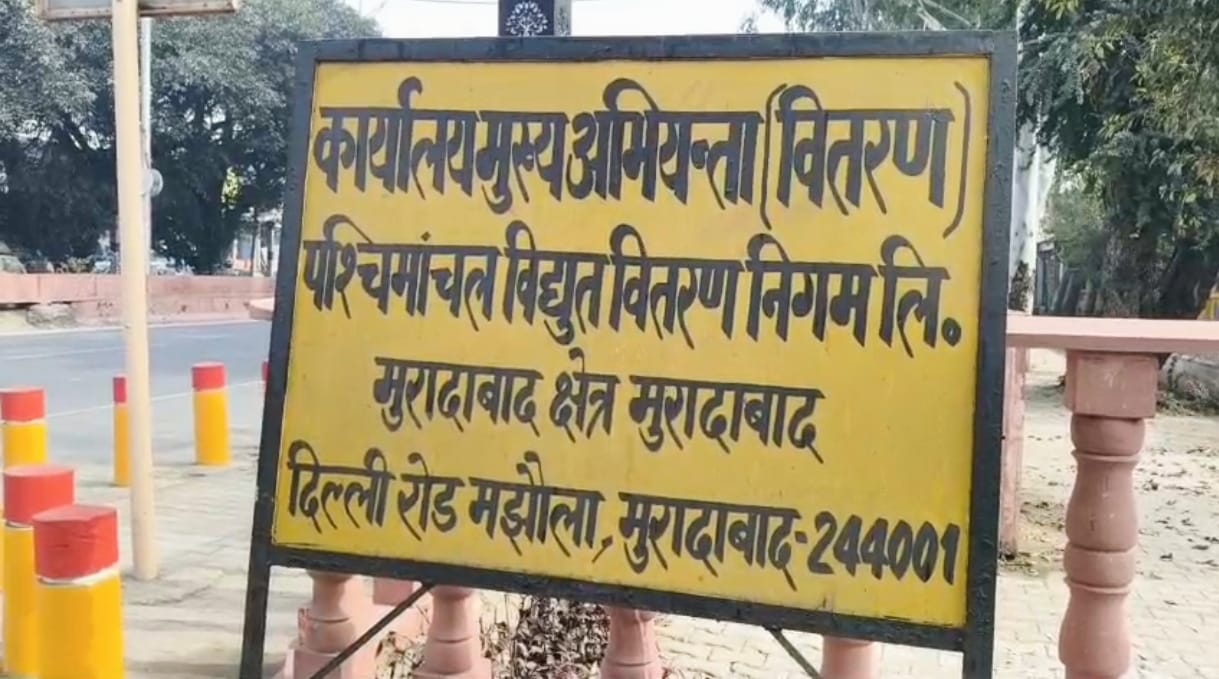 कार्यालय मुख्य अभियन्ता (वितरण)
पश्चिमांचल विद्युत वितरण निगम लि.
मुरादाबाद क्षेत्र मुरादाबाद
दिल्ली रोड मझौला, मुरादाबाद-244001